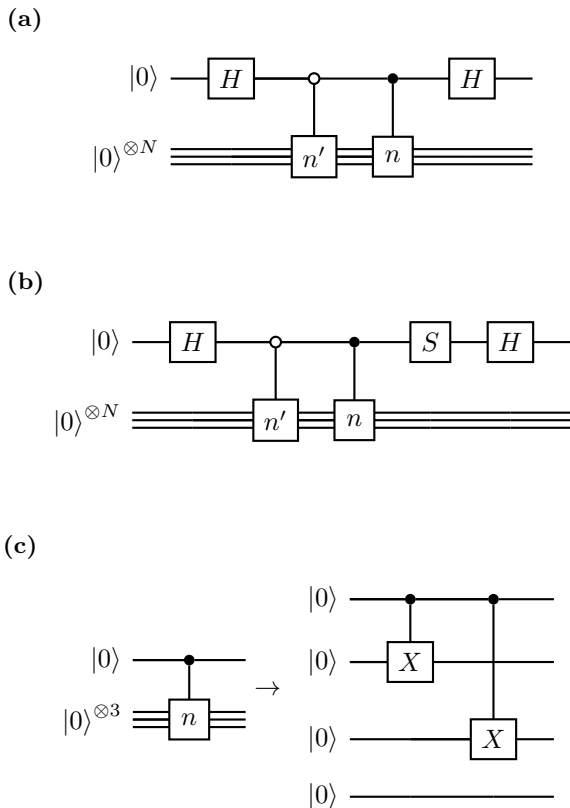 (a)
|0⟩ H H
|0⟩^{⊗N} n′ n
(b)
|0⟩ H S H
|0⟩^{⊗N} n′ n
(c)
|0⟩
|0⟩ X
|0⟩
|0⟩^{⊗3} n →
|0⟩ X
|0⟩